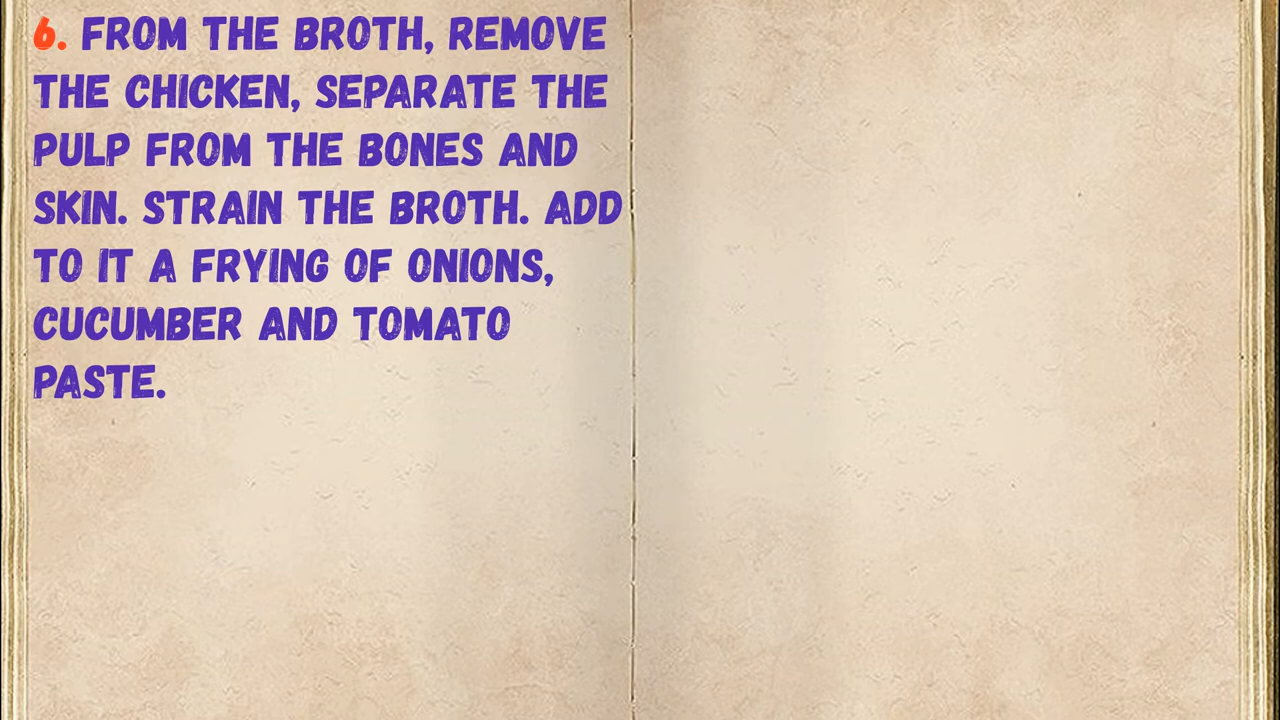 6. FROM THE BROTH, REMOVE
THE CHICKEN, SEPARATE THE
PULP FROM THE BONES AND
SKIN. STRAIN THE BROTH. ADD
TO IT A FRYING OF ONIONS,
CUCUMBER AND TOMATO
PASTE.